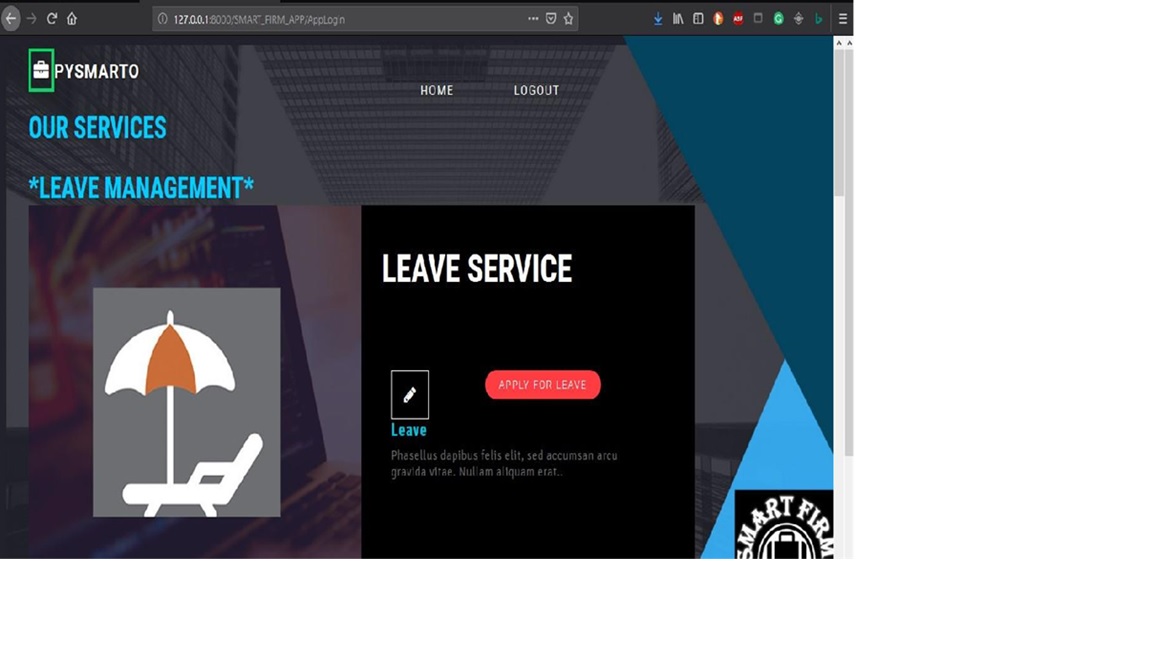 127.0.0.1:8000/SMART_FIRM_APP/AppLogin
PYSMARTO
HOME
LOGOUT
OUR SERVICES
*LEAVE MANAGEMENT*
LEAVE SERVICE
APPLY FOR LEAVE
Leave
Phasellus dapibus felis elit, sed accumsan arcu
gravida vitae. Nullam aliquam erat..
SMART FIRM